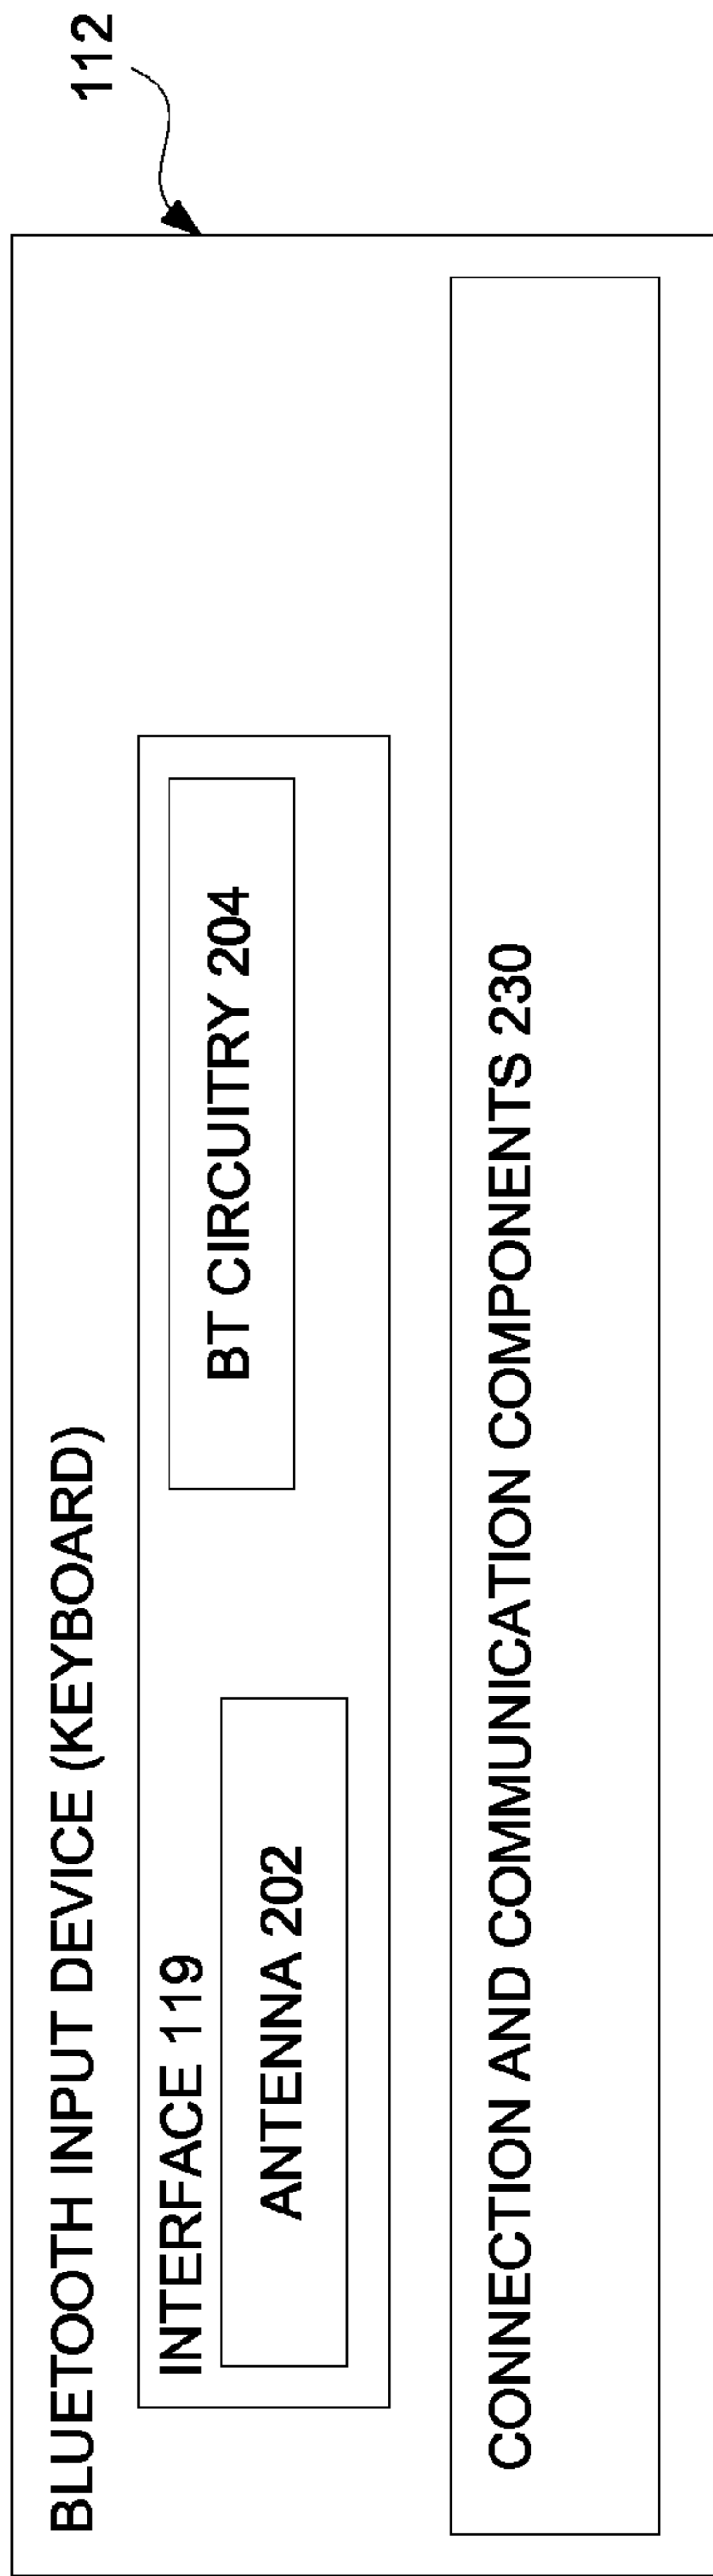 112
BLUETOOTH INPUT DEVICE (KEYBOARD)
INTERFACE 119
ANTENNA 202
BT CIRCUITRY 204
CONNECTION AND COMMUNICATION COMPONENTS 230